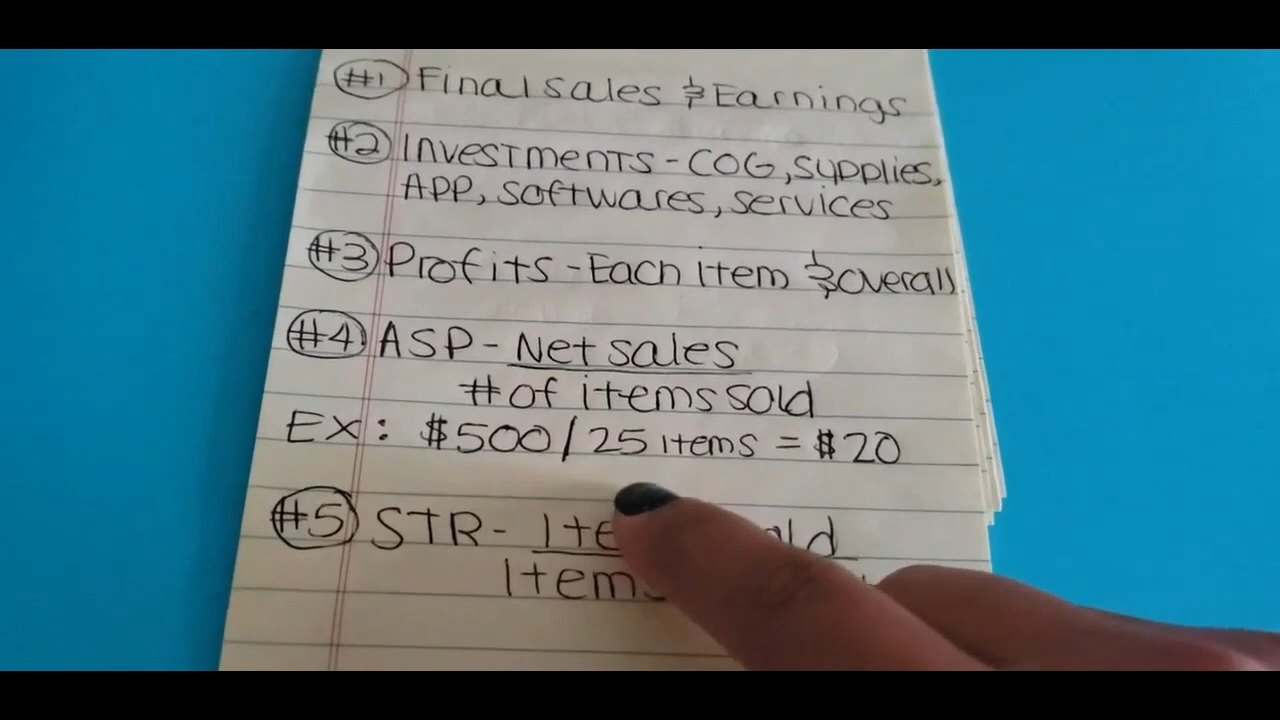 #1 Final sales & Earnings
#2 Investments - COG, supplies,
APP, softwares, services
#3 Profits - Each item & overall
#4 ASP - Net sales
# of items sold
Ex: $500 / 25 items = $20
#5 STR -